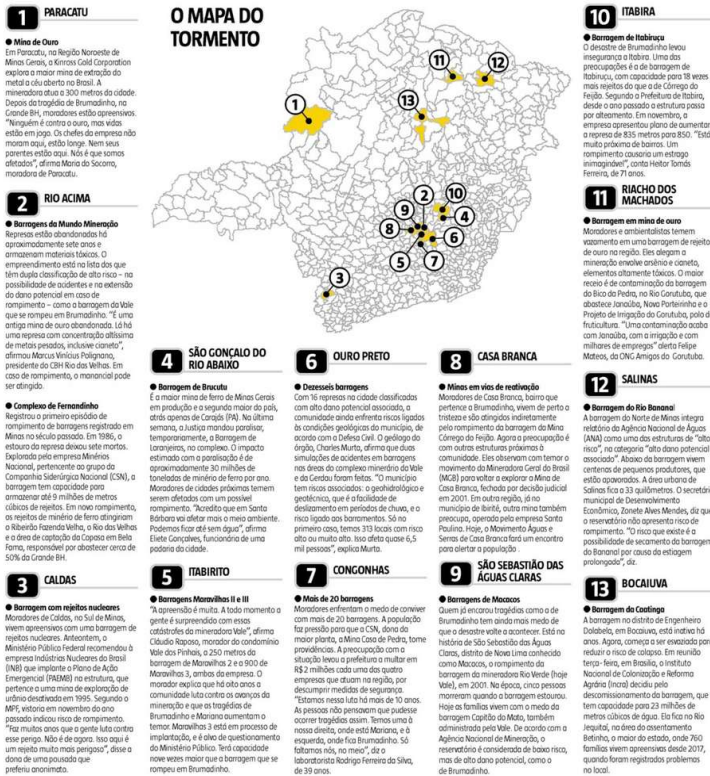 O MAPA DO
TORMENTO
1
PARACATU
● Mina de Ouro
Em Paracatu, na Região Noroeste de
Minas Gerais, a Kinross Gold Corporation
explora a maior mina de extração do
metal a céu aberto no Brasil. A
mineradora atua a 300 metros da cidade.
Depois da tragédia de Brumadinho, na
Grande BH, moradores estão apreensivos.
"Ninguém é contra o ouro, mas vidas
estão em jogo. Os chefes da empresa não
moram aqui, estão longe. Nem seus
parentes estão aqui. Nós é que somos
afetados", afirma Maria do Socorro,
moradora de Paracatu.
2
RIO ACIMA
● Barragens da Mundo Mineração
Represas estão abandonadas há
aproximadamente sete anos e
armazenam materiais tóxicos. O
empreendimento está na lista dos que
têm dupla classificação de alto risco – na
possibilidade de acidentes e na extensão
do dano potencial em caso de
rompimento – como a barragem da Vale
que se rompeu em Brumadinho. "É uma
antiga mina de ouro abandonada. Lá há
uma represa com concentração altíssima
de metais pesados, inclusive cianeto",
afirmou Marcus Vinícius Polignano,
presidente do CBH Rio das Velhas. Em
caso de rompimento, o manancial pode
ser atingido.
● Complexo de Fernandinho
Registrou o primeiro episódio de
rompimento de barragens registrado em
Minas no século passado. Em 1986, o
estouro da represa deixou sete mortos.
Explorada pela empresa Minérios
Nacional, pertencente ao grupo da
Companhia Siderúrgica Nacional (CSN), a
barragem tem capacidade para
armazenar até 9 milhões de metros
cúbicos de rejeitos. Em novo rompimento,
os rejeitos de minério de ferro atingiriam
o Ribeirão Fazenda Velha, o Rio das Velhas
e a área de captação da Copasa em Bela
Fama, responsável por abastecer cerca de
50% da Grande BH.
3
CALDAS
● Barragem com rejeitos nucleares
Moradores de Caldas, no Sul de Minas,
vivem apreensivos com uma barragem de
rejeitos nucleares. Anteontem, o
Ministério Público Federal recomendou à
empresa Indústrias Nucleares do Brasil
(INB) que implante o Plano de Ação
Emergencial (PAEMB) na estrutura, que
pertence a uma mina de exploração de
urânio desativada em 1995. Segundo o
MPF, vistoria em novembro do ano
passado indicou risco de rompimento.
"Faz muitos anos que a gente luta contra
esse perigo. Não é de agora. Isso aqui é
um rejeito muito mais perigoso", disse a
dona de uma pousada que
preferiu anonimato.
1
2
3
4
5
6
7
8
9
10
11
12
13
4
SÃO GONÇALO DO
RIO ABAIXO
● Barragem de Brucutu
É a maior mina de ferro de Minas Gerais
em produção e a segunda maior do país,
atrás apenas de Carajás (PA). Na última
semana, a Justiça mandou paralisar,
temporariamente, a Barragem de
Laranjeiras, no complexo. O impacto
estimado com a paralisação é de
aproximadamente 30 milhões de
toneladas de minério de ferro por ano.
Moradores de cidades próximas temem
serem afetados com um possível
rompimento. "Acredito que em Santa
Bárbara vai afetar mais o meio ambiente.
Podemos ficar até sem água", afirma
Eliete Gonçalves, funcionária de uma
padaria da cidade.
5
ITABIRITO
● Barragens Maravilhas II e III
"A apreensão é muita. A todo momento a
gente é surpreendido com essas
catástrofes da mineradora Vale", afirma
Cláudio Raposo, morador do condomínio
Vale dos Pinhais, a 250 metros da
barragem de Maravilhas 2 e a 900 de
Maravilhas 3, ambas da empresa. O
morador explica que há oito anos a
comunidade luta contra os avanços da
mineração e que as tragédias de
Brumadinho e Mariana aumentam o
temor. Maravilhas 3 está em processo de
implantação, e é alvo de questionamento
do Ministério Público. Terá capacidade
nove vezes maior que a barragem que se
rompeu em Brumadinho.
6
OURO PRETO
● Dezesseis barragens
Com 16 represas na cidade classificadas
com alto dano potencial associado, a
comunidade ainda enfrenta riscos ligados
às condições geológicas do município, de
acordo com a Defesa Civil. O geólogo do
órgão, Charles Murta, afirma que duas
simulações de acidentes em barragens
nas áreas do complexo minerário da Vale
e da Gerdau foram feitas. "O município
tem riscos associados: o geohidrológico e
geotécnico, que é a facilidade de
deslizamento em períodos de chuva, e o
risco ligado aos barramentos. Só no
primeiro caso, temos 313 locais com risco
alto ou muito alto. Isso afeta quase 6,5
mil pessoas", explica Murta.
7
CONGONHAS
● Mais de 20 barragens
Moradores enfrentam o medo de conviver
com mais de 20 barragens. A população
faz pressão para que a CSN, dona da
maior planta, a Mina Casa de Pedra, tome
providências. A preocupação com a
situação levou a prefeitura a multar em
R$ 2 milhões cada uma das quatro
empresas que atuam na região, por
descumprir medidas de segurança.
"Estamos nessa luta há mais de 10 anos.
As pessoas não pensavam que pudesse
ocorrer tragédias assim. Temos uma à
nossa direita, onde está Mariana, e à
esquerda, onde fica Brumadinho. Só
faltamos nós, no meio", diz o
laboratorista Rodrigo Ferreira da Silva,
de 39 anos.
8
CASA BRANCA
● Minas em vias de reativação
Moradores de Casa Branca, bairro que
pertence a Brumadinho, vivem de perto a
tristeza e são atingidos indiretamente
pelo rompimento da barragem do Mina
Córrego do Feijão. Agora a preocupação é
com outras estruturas próximas à
comunidade. Eles observam com temor o
movimento da Mineradora Geral do Brasil
(MGB) para voltar a explorar a Mina de
Casa Branca, fechada por decisão judicial
em 2001. Em outra região, já no
município de Ibirité, outra mina também
preocupa, operada pela empresa Santa
Paulina. Hoje, o Movimento Águas e
Serras de Casa Branca fará um encontro
para alertar a população .
9
SÃO SEBASTIÃO DAS
ÁGUAS CLARAS
● Barragens de Macacos
Quem já encarou tragédias como a de
Brumadinho tem ainda mais medo de
que o desastre volte a acontecer. Está na
história de São Sebastião das Águas
Claras, distrito de Nova Lima conhecido
como Macacos, o rompimento da
barragem da mineradora Rio Verde (hoje
Vale), em 2001. Na época, cinco pessoas
morreram quando a barragem estourou.
Hoje as famílias vivem com o medo da
barragem Capitão do Mato, também
administrada pela Vale. De acordo com a
Agência Nacional de Mineração, o
reservatório é considerado de baixo risco,
mas de alto dano potencial, como o
de Brumadinho.
10
ITABIRA
● Barragem de Itabiruçu
O desastre de Brumadinho levou
insegurança a Itabira. Uma das
preocupações é a de barragem de
Itabiruçu, com capacidade para 18 vezes
mais rejeitos do que a de Córrego do
Feijão. Segundo a Prefeitura de Itabira,
desde o ano passado a estrutura passa
por alteamento. Em novembro, a
empresa apresentou plano de aumentar
a represa de 835 metros para 850. "Está
muito próxima de bairros. Um
rompimento causaria um estrago
inimaginável", conta Heitor Tomás
Ferreira, de 71 anos.
11
RIACHO DOS
MACHADOS
● Barragem em mina de ouro
Moradores e ambientalistas temem
vazamento em uma barragem de rejeitos
de ouro na região. Eles alegam que a
mineração envolve arsênio e cianeto,
elementos altamente tóxicos. O maior
receio é de contaminação da barragem
do Bico da Pedra, no Rio Gorutuba, que
abastece Janaúba, Nova Porteirinha e o
Projeto de Irrigação do Gorutuba, polo de
fruticultura. "Uma contaminação acaba
com Janaúba, com a irrigação e com
milhares de empregos" alerta Felipe
Mateos, da ONG Amigos do Gorutuba.
12
SALINAS
● Barragem do Rio Bananal
A barragem do Norte de Minas integra
relatório da Agência Nacional de Águas
(ANA) como uma das estruturas de "alto
risco", na categoria "alto dano potencial
associado". Abaixo da barragem vivem
centenas de pequenos produtores, que
estão apavorados. A área urbana de
Salinas fica a 33 quilômetros. O secretário
municipal de Desenvolvimento
Econômico, Zonete Alves Mendes, diz que
o reservatório não apresenta risco de
rompimento. "O risco que existe é a
possibilidade de secamento da barragem
do Bananal por causa da estiagem
prolongada", diz.
13
BOCAIUVA
● Barragem da Caatinga
A barragem no distrito de Engenheiro
Dolabela, em Bocaiuva, está inativa há
anos. Agora, começa a ser esvaziada para
reduzir o risco de colapso. Em reunião
terça- feira, em Brasília, o Instituto
Nacional de Colonização e Reforma
Agrária (Incra) decidiu pelo
descomissionamento da barragem, que
tem capacidade para 23 milhões de
metros cúbicos de água. Ela fica no Rio
Jequitaí, na área do assentamento
Betinho, o maior do estado, onde 760
famílias vivem apreensivas desde 2017,
quando foram registrados problemas
no local.